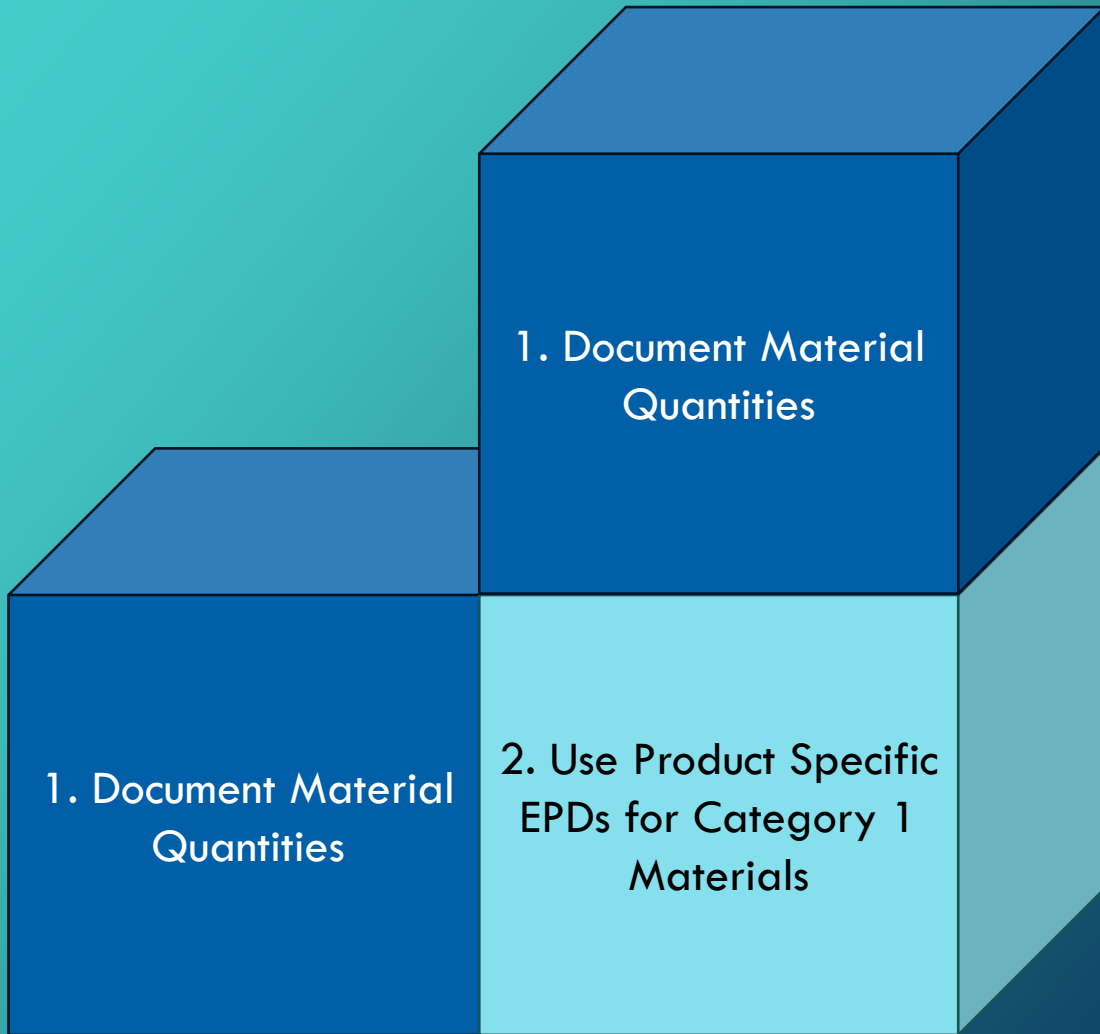 1. Document Material
Quantities
1. Document Material
Quantities
2. Use Product Specific
EPDs for Category 1
Materials